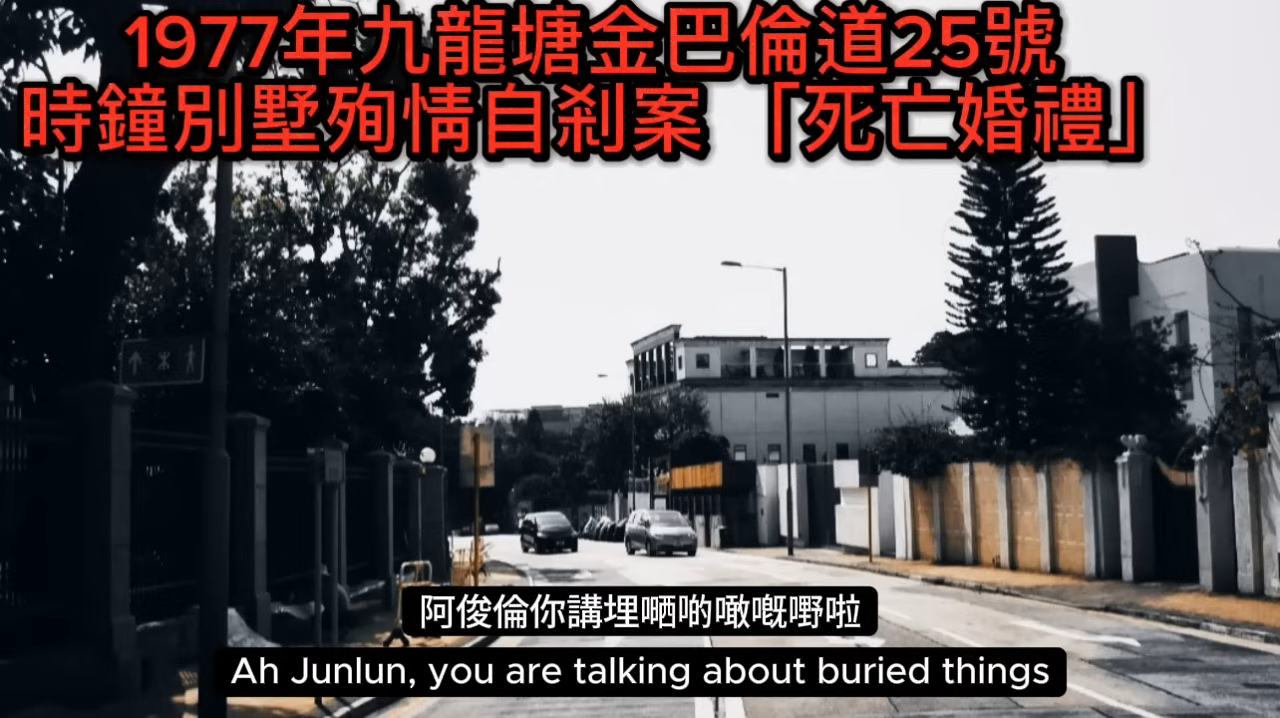 1977年九龍塘金巴倫道25號
時鐘別墅殉情自刹案 「死亡婚禮」
阿俊倫你講埋嗮啲噉嘅嘢啦
Ah Junlun, you are talking about buried things